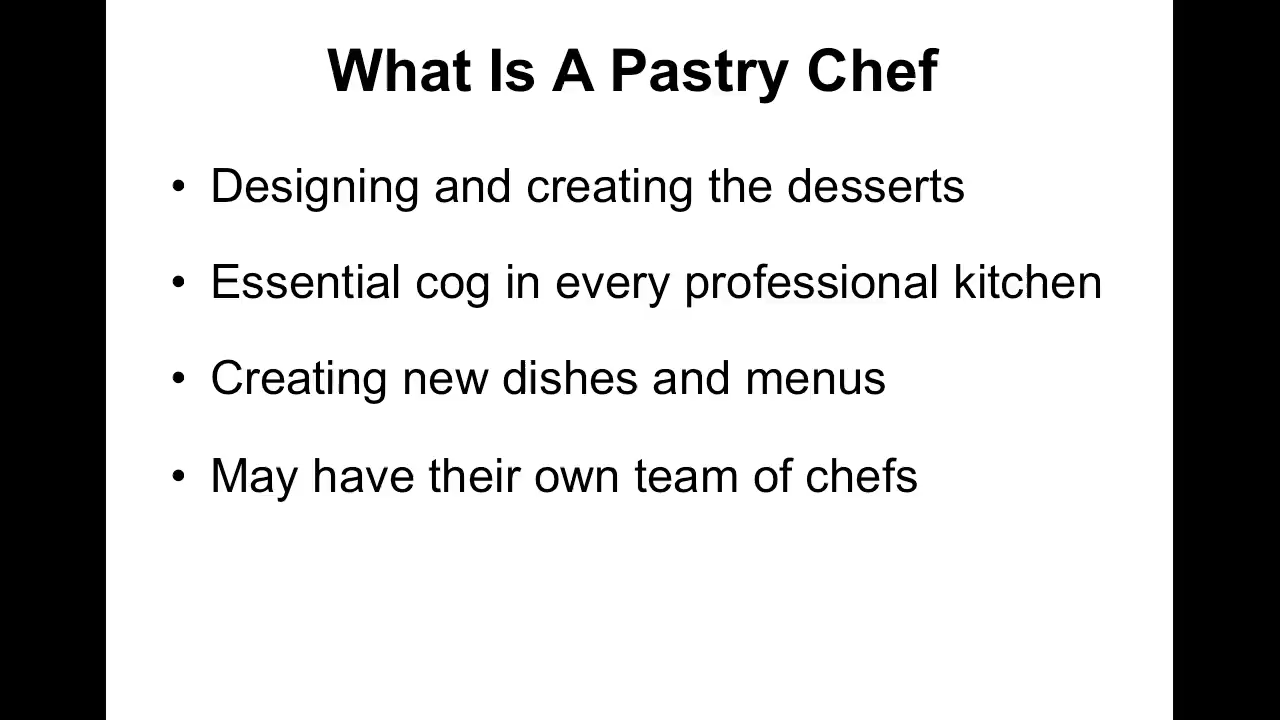 What Is A Pastry Chef
• Designing and creating the desserts
• Essential cog in every professional kitchen
• Creating new dishes and menus
• May have their own team of chefs